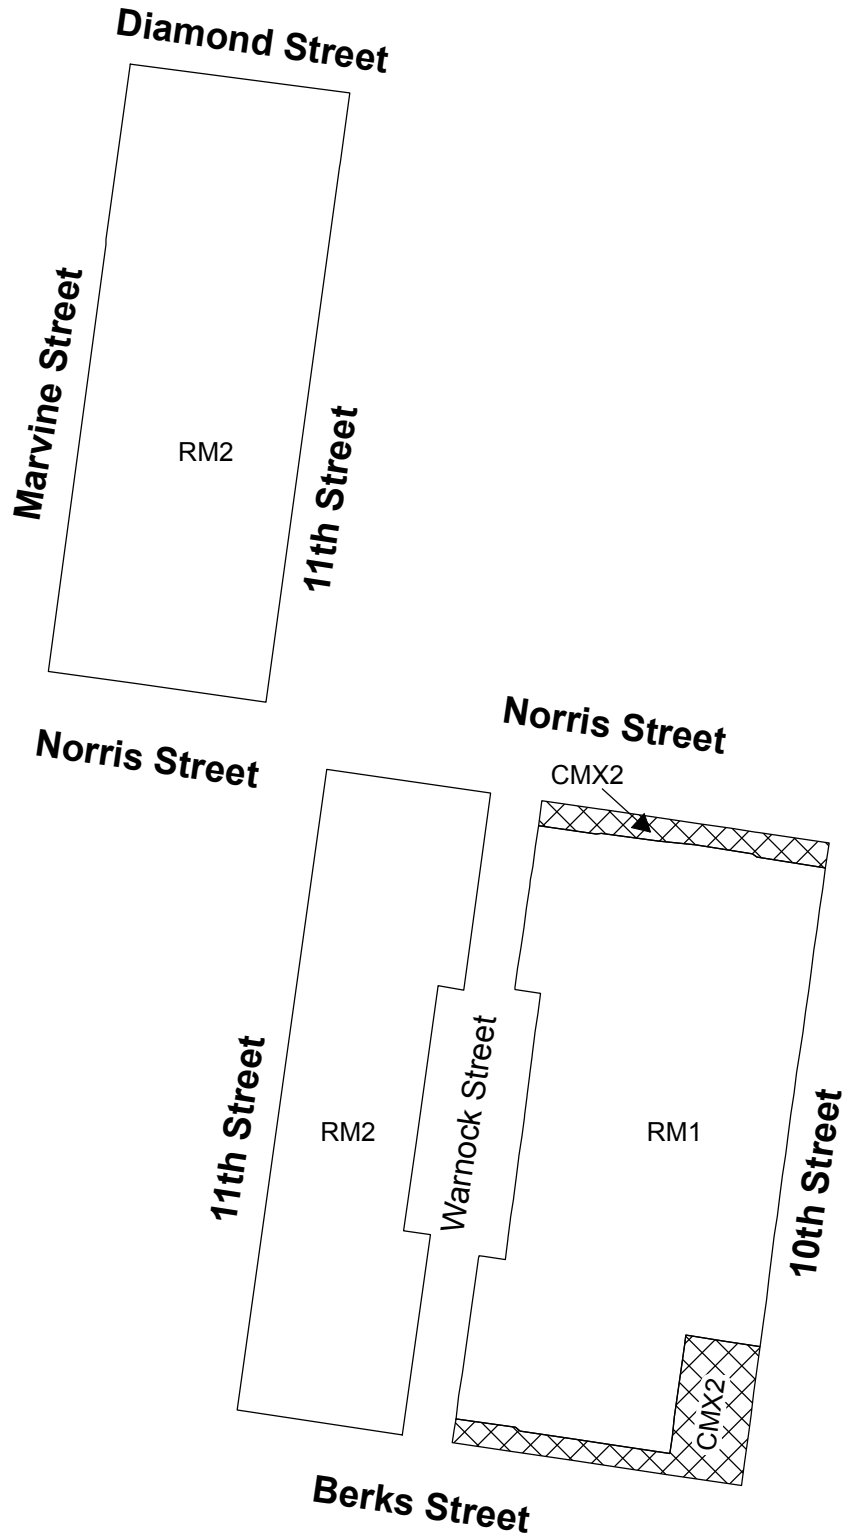 Diamond Street
Marvine Street
RM2
11th Street
Norris Street
Norris Street
CMX2
11th Street
RM2
Warnock Street
RM1
10th Street
CMX2
Berks Street